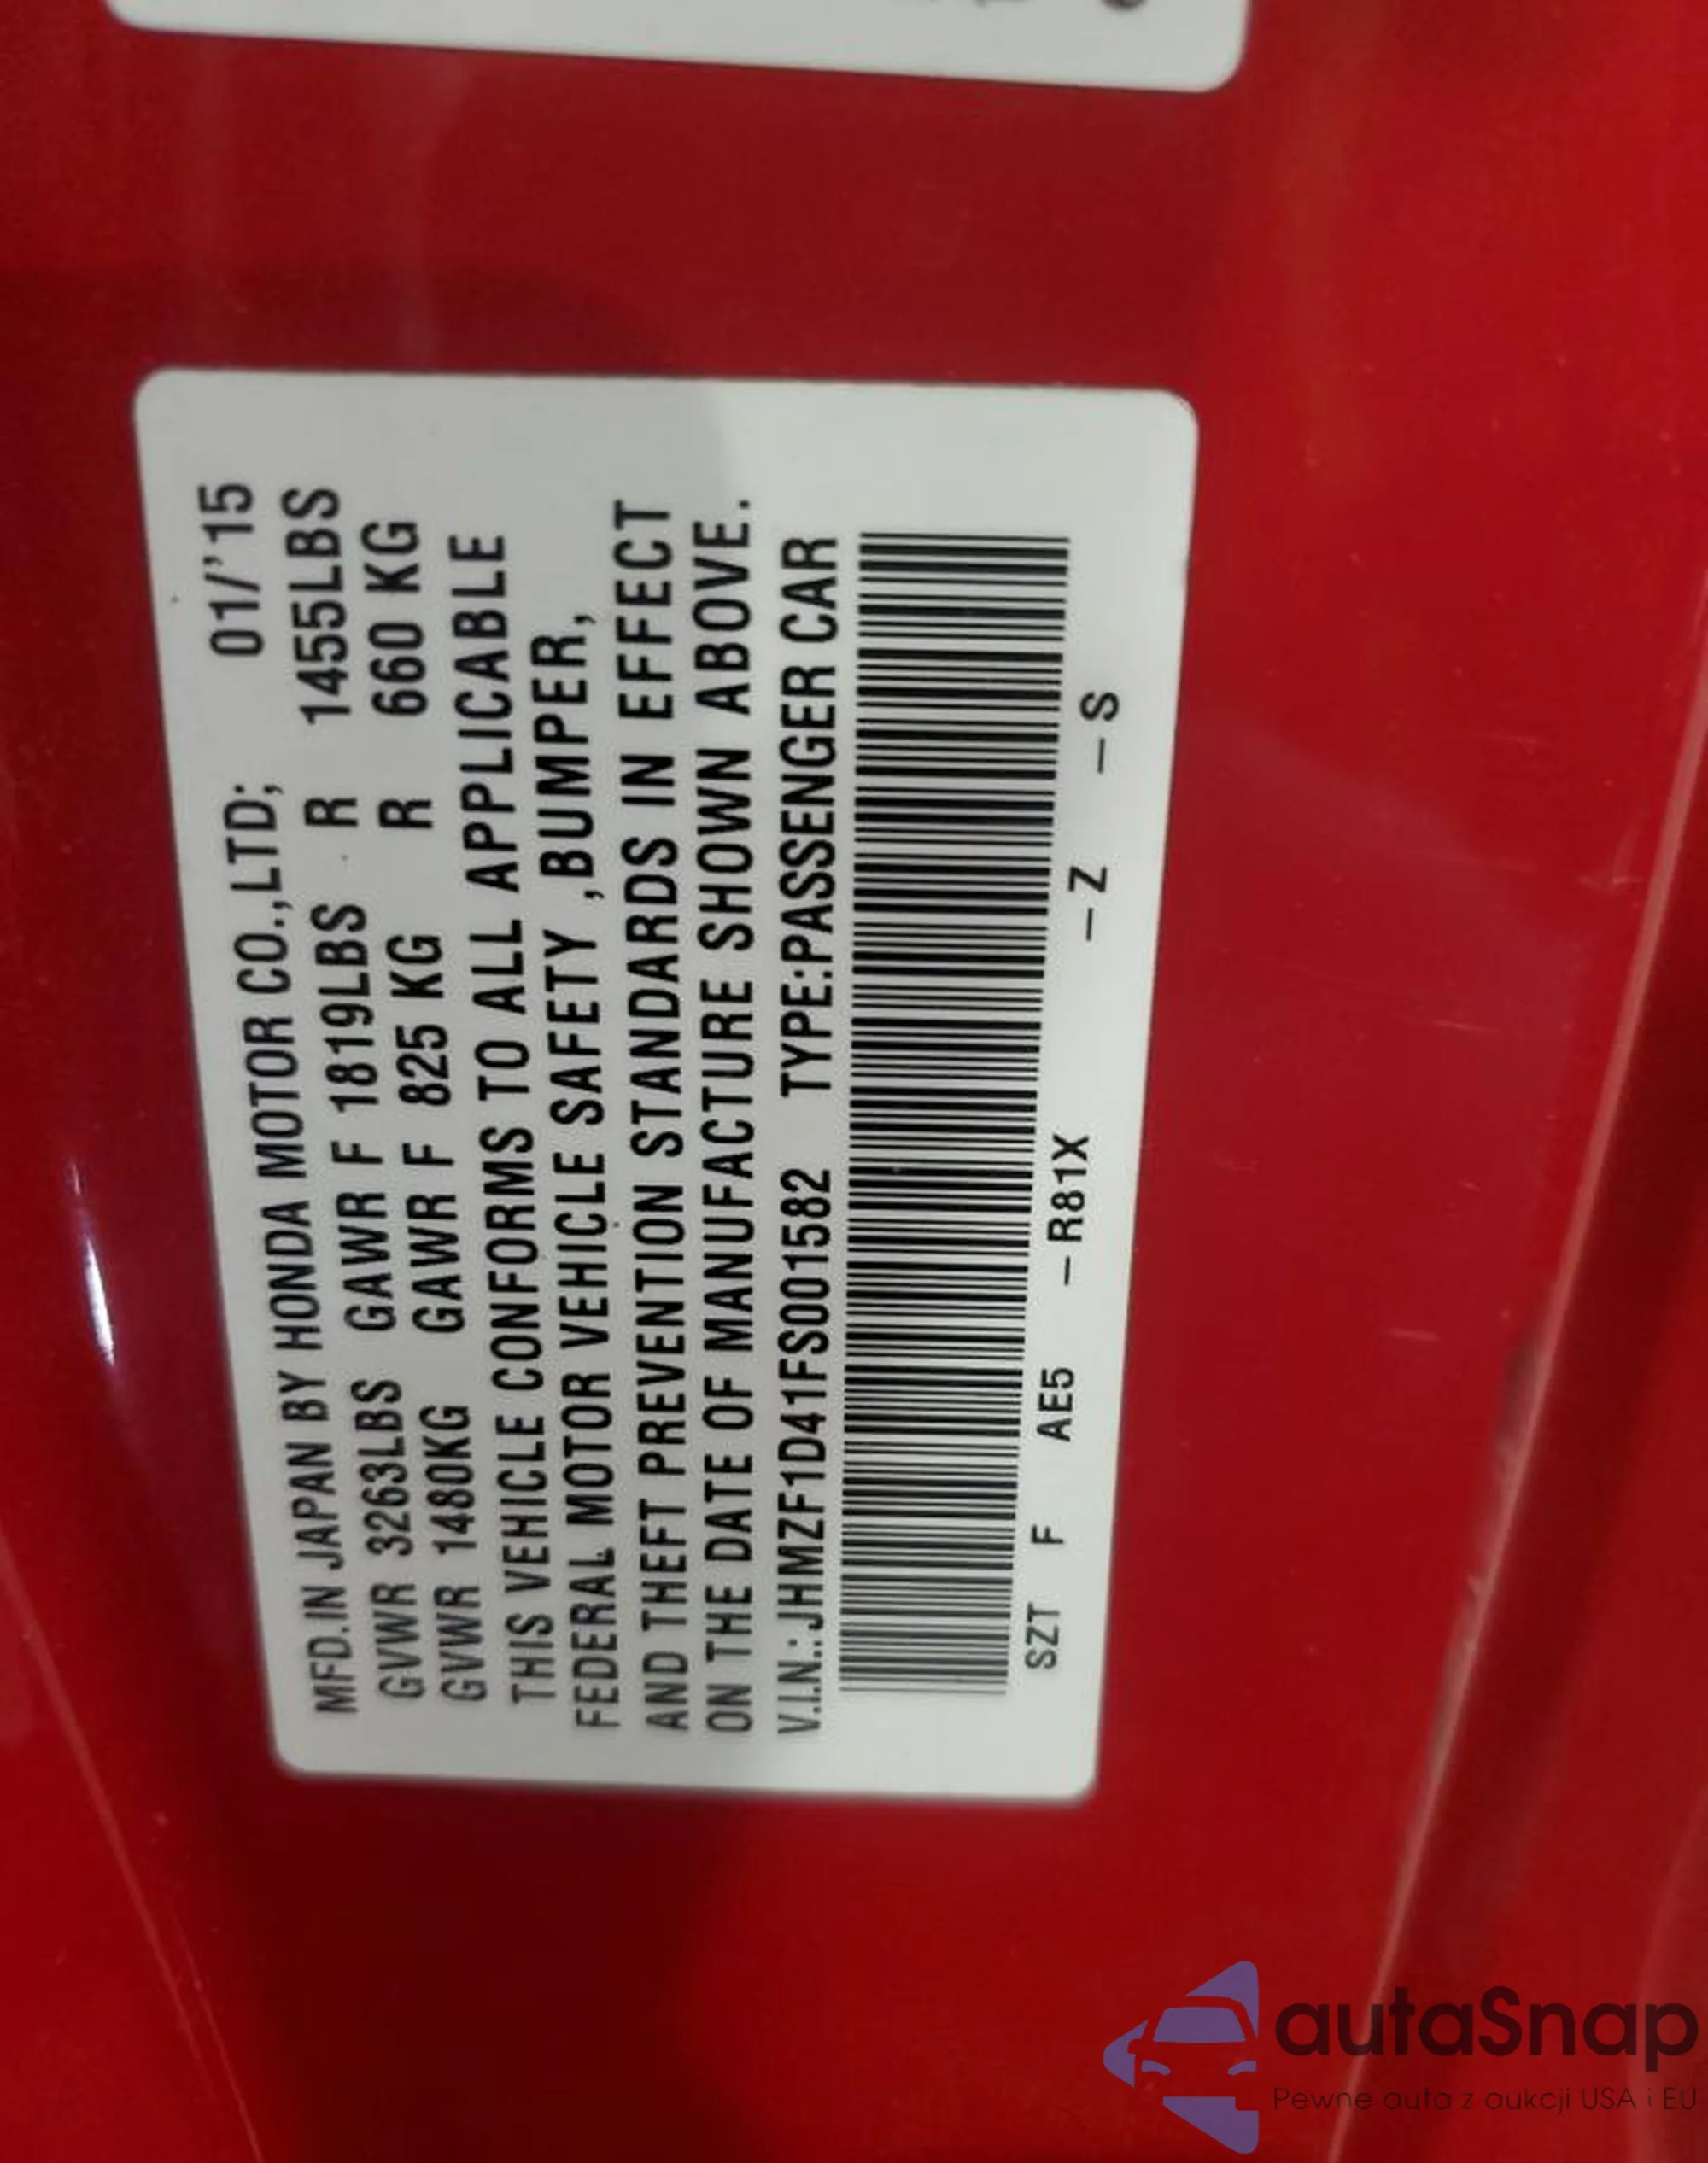 MFD.IN JAPAN BY HONDA MOTOR CO.,LTD; 01/'15
GVWR 3263LBS GAWR F 1819LBS R 1455LBS
GVWR 1480KG GAWR F 825 KG R 660 KG
THIS VEHICLE CONFORMS TO ALL APPLICABLE
FEDERAL MOTOR VEHICLE SAFETY ,BUMPER,
AND THEFT PREVENTION STANDARDS IN EFFECT
ON THE DATE OF MANUFACTURE SHOWN ABOVE.
V.I.N.:JHMZF1D41FS001582 TYPE:PASSENGER CAR
SZT F AE5 –R81X –Z –S
autaSnap
Pewne auta z aukcji USA i EU